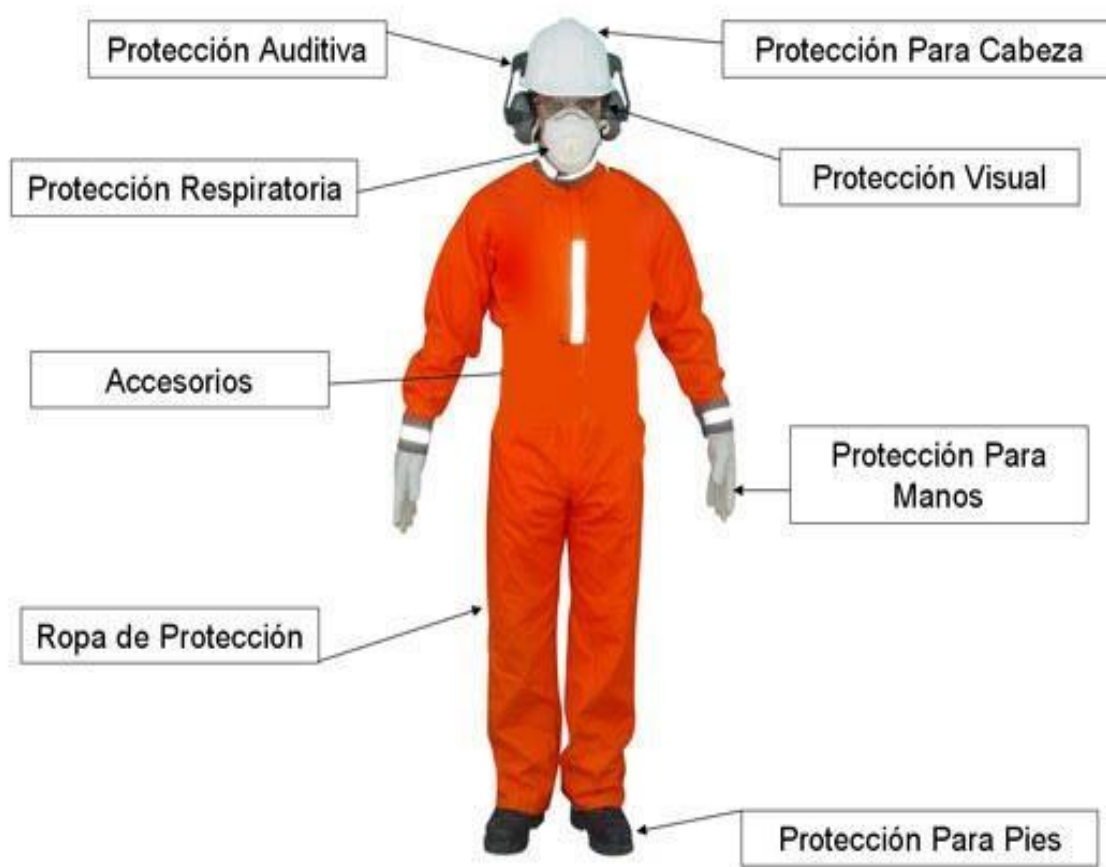 Protección Auditiva
Protección Para Cabeza
Protección Respiratoria
Protección Visual
Accesorios
Protección Para
Manos
Ropa de Protección
Protección Para Pies